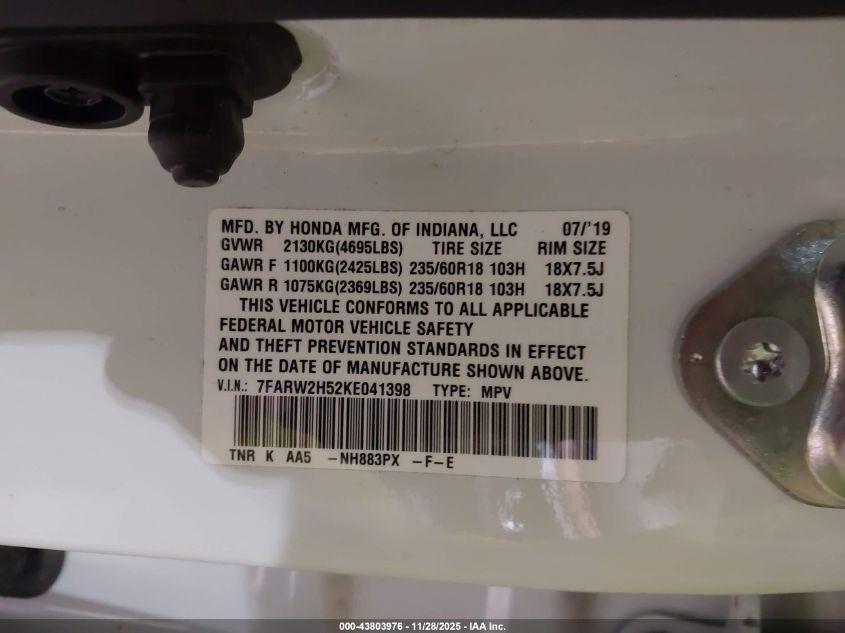 MFD. BY HONDA MFG. OF INDIANA, LLC 07/'19
GVWR 2130KG(4695LBS) TIRE SIZE RIM SIZE
GAWR F 1100KG(2425LBS) 235/60R18 103H 18X7.5J
GAWR R 1075KG(2369LBS) 235/60R18 103H 18X7.5J
THIS VEHICLE CONFORMS TO ALL APPLICABLE
FEDERAL MOTOR VEHICLE SAFETY
AND THEFT PREVENTION STANDARDS IN EFFECT
ON THE DATE OF MANUFACTURE SHOWN ABOVE.
V.I.N.: 7FARW2H52KE041398 TYPE: MPV
TNR K AA5 -NH883PX -F-E
000-43803976 - 11/28/2025 - IAA Inc.